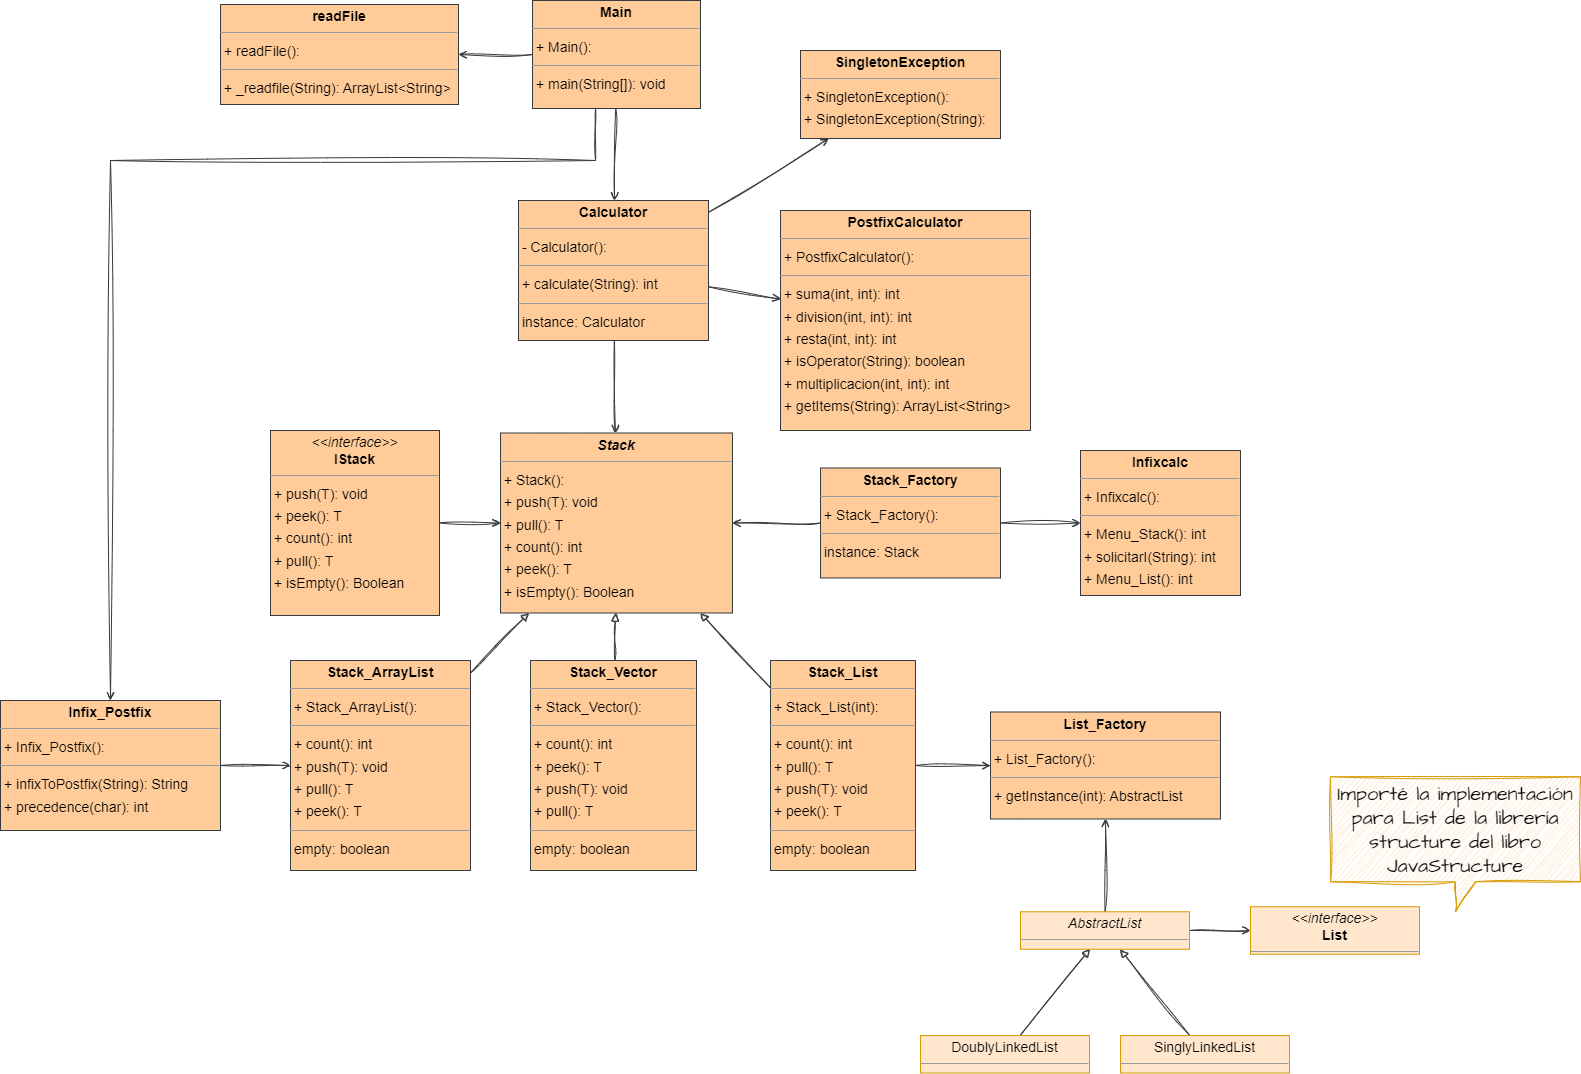 readFile
+ readFile():
+ _readfile(String): ArrayList<String>
Main
+ Main():
+ main(String[]): void
SingletonException
+ SingletonException():
+ SingletonException(String):
Calculator
- Calculator():
+ calculate(String): int
instance: Calculator
PostfixCalculator
+ PostfixCalculator():
+ suma(int, int): int
+ division(int, int): int
+ resta(int, int): int
+ isOperator(String): boolean
+ multiplicacion(int, int): int
+ getItems(String): ArrayList<String>
<<interface>>
IStack
+ push(T): void
+ peek(): T
+ count(): int
+ pull(): T
+ isEmpty(): Boolean
Stack
+ Stack():
+ push(T): void
+ pull(): T
+ count(): int
+ peek(): T
+ isEmpty(): Boolean
Stack_Factory
+ Stack_Factory():
instance: Stack
Infixcalc
+ Infixcalc():
+ Menu_Stack(): int
+ solicitarI(String): int
+ Menu_List(): int
Infix_Postfix
+ Infix_Postfix():
+ infixToPostfix(String): String
+ precedence(char): int
Stack_ArrayList
+ Stack_ArrayList():
+ count(): int
+ push(T): void
+ pull(): T
+ peek(): T
empty: boolean
Stack_Vector
+ Stack_Vector():
+ count(): int
+ peek(): T
+ push(T): void
+ pull(): T
empty: boolean
Stack_List
+ Stack_List(int):
+ count(): int
+ pull(): T
+ push(T): void
+ peek(): T
empty: boolean
List_Factory
+ List_Factory():
+ getInstance(int): AbstractList
Importé la implementación
para List de la librería
structure del libro
JavaStructure
AbstractList
<<interface>>
List
DoublyLinkedList
SinglyLinkedList